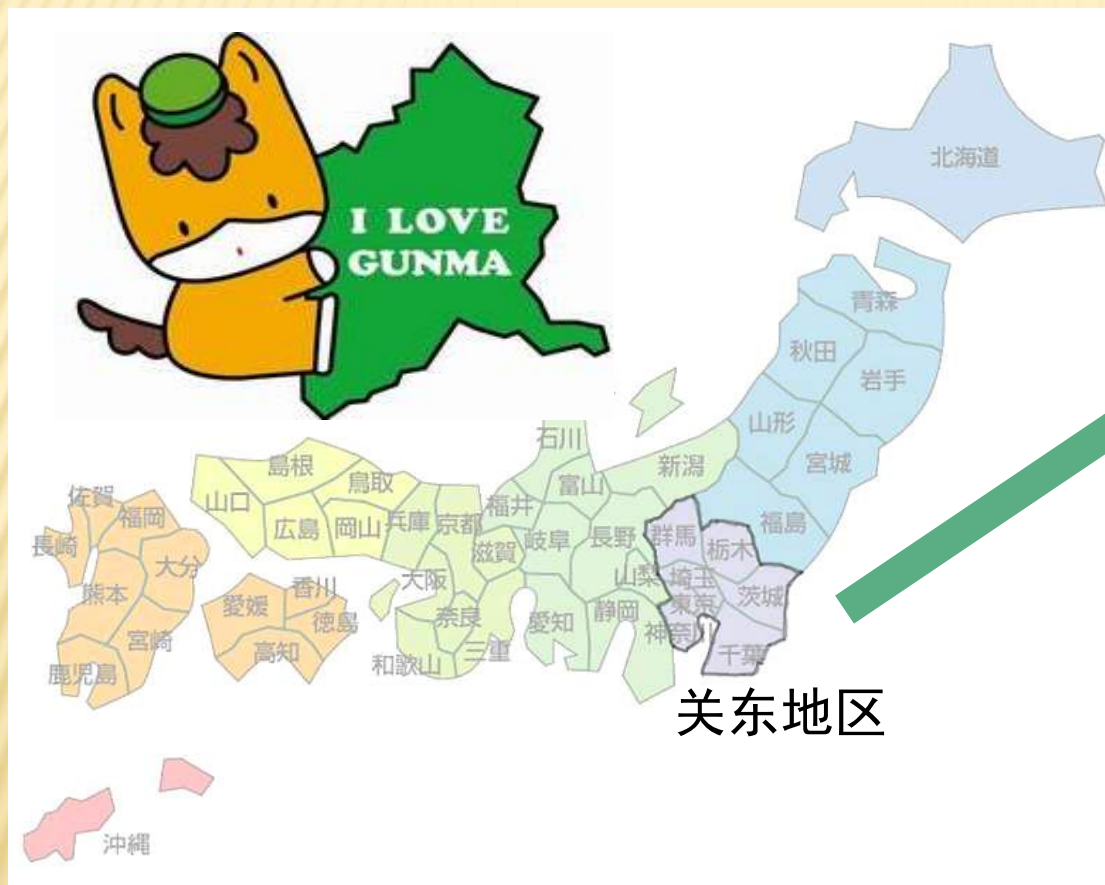 I LOVE
GUNMA
北海道
青森
秋田
岩手
山形
宮城
石川
新潟
富山
福島
島根
鳥取
山口
広島
岡山
兵庫
京都
福井
滋賀
岐阜
長野
群馬
栃木
佐賀
福岡
長崎
大分
熊本
宮崎
鹿児島
香川
愛媛
徳島
高知
大阪
奈良
和歌山
三重
愛知
静岡
山梨
埼玉
東京
茨城
神奈川
千葉
关东地区
沖縄